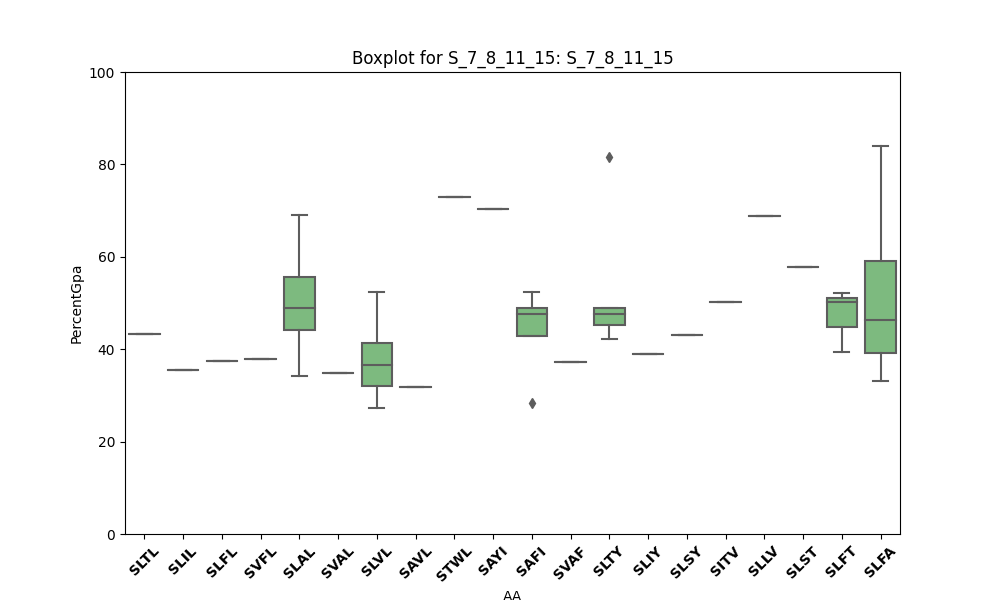 Boxplot for S_7_8_11_15: S_7_8_11_15
100
80
60
40
20
0
PercentGpa
SLTL SLIL SLFL SVFL SLAL SVAL SLVL SAVL STWL SAYI SAFI SVAF SLTY SLIY SLSY SITV SLLV SLST SLFT SLFA
AA